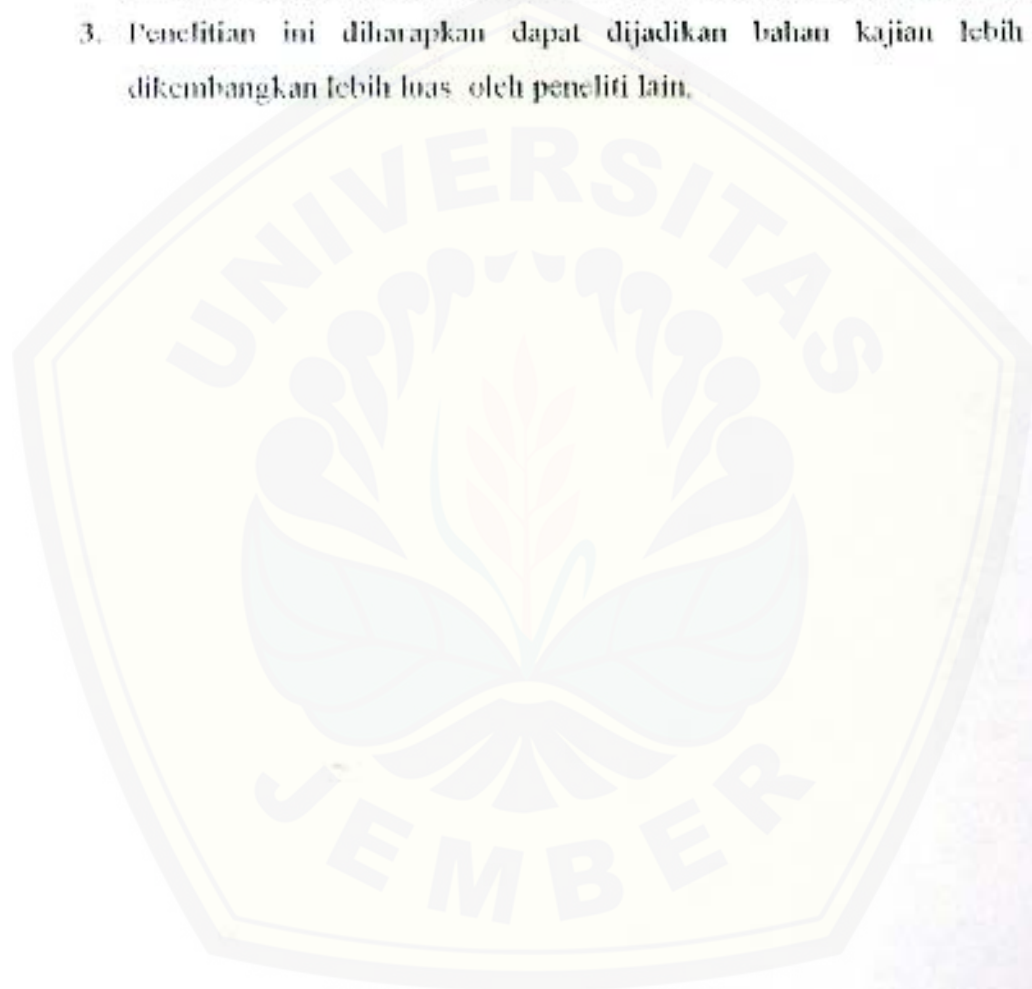 3. Penelitian ini diharapkan dapat dijadikan bahan kajian lebih
dikembangkan lebih luas oleh peneliti lain.
UNIVERSITAS
JEMBER